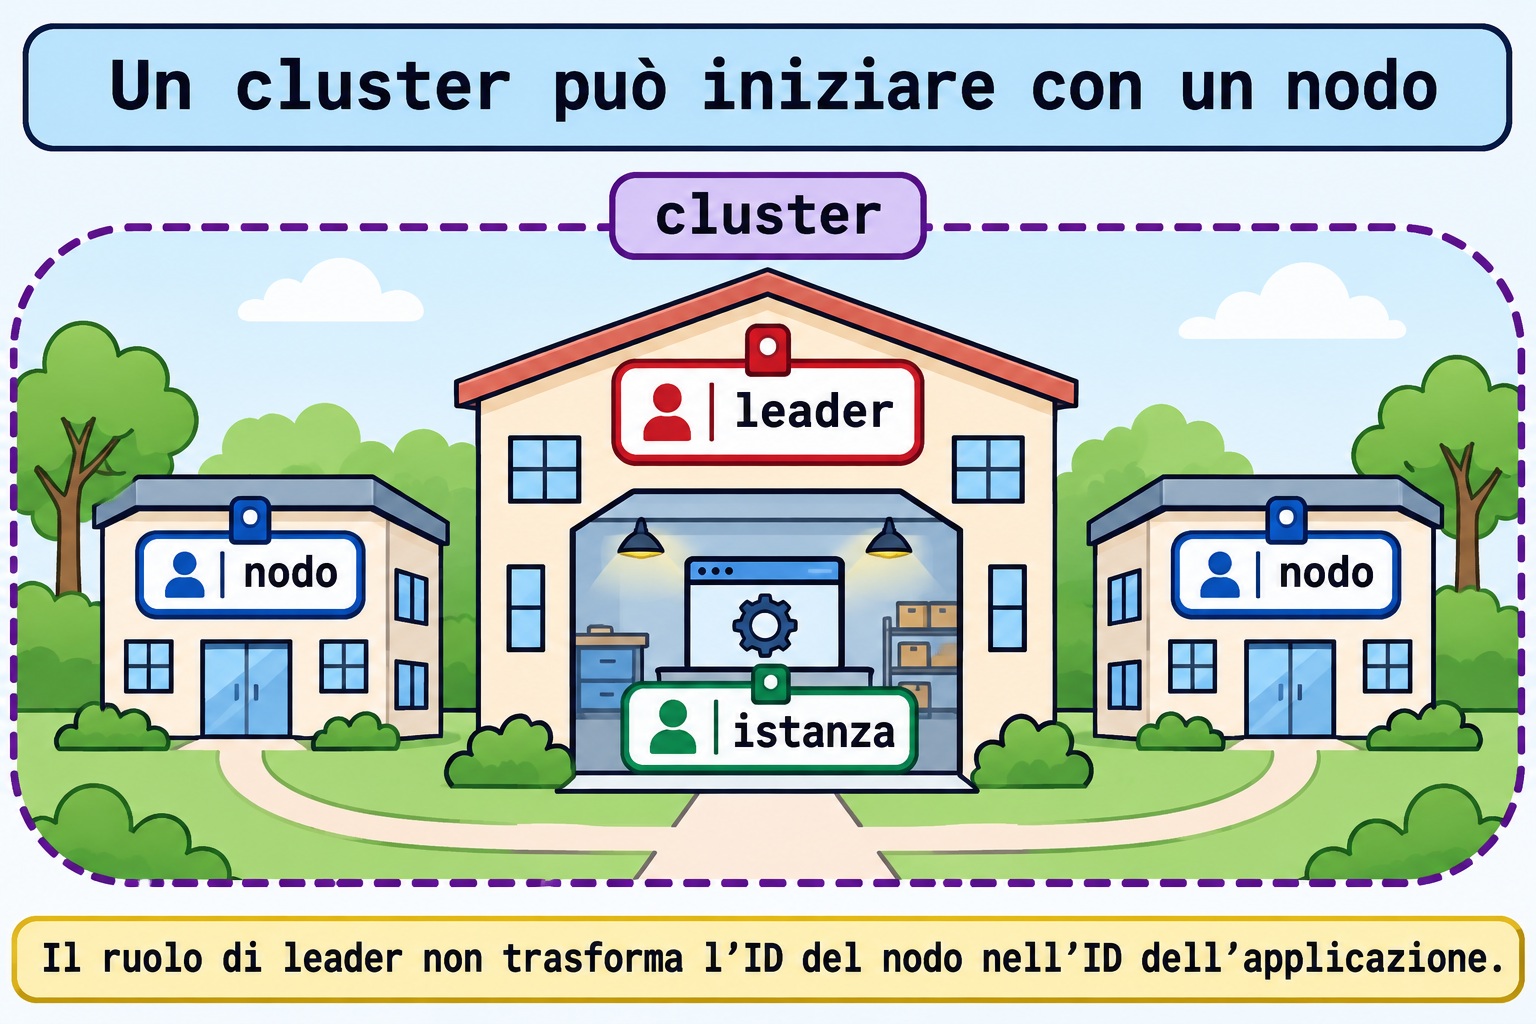 Un cluster può iniziare con un nodo
cluster
leader
nodo
nodo
istanza
Il ruolo di leader non trasforma l’ID del nodo nell’ID dell’applicazione.